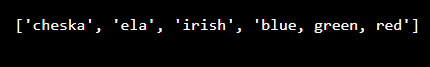 ['cheska', 'ela', 'irish', 'blue, green, red']